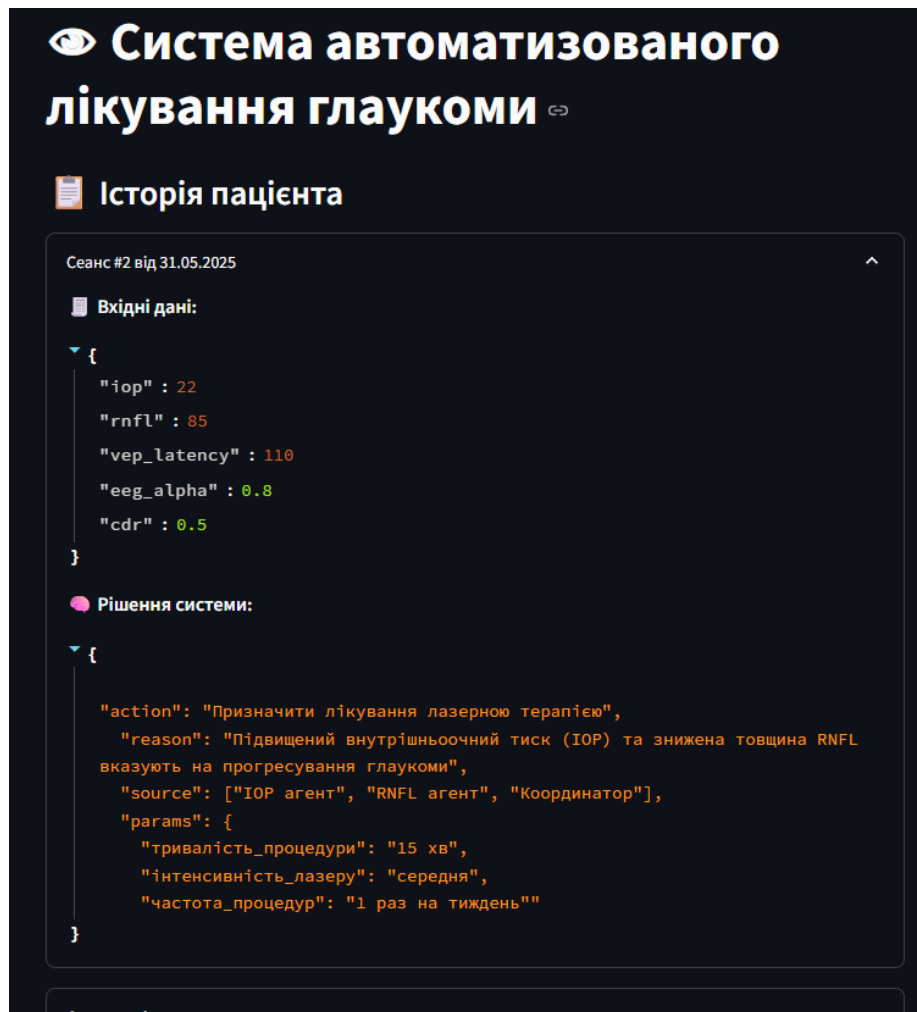 Система автоматизованого
лікування глаукоми
Історія пацієнта
Сеанс #2 від 31.05.2025
Вхідні дані:
{
"iop" : 22
"rnfl" : 85
"vep_latency" : 110
"eeg_alpha" : 0.8
"cdr" : 0.5
}
Рішення системи:
{
"action": "Призначити лікування лазерною терапією",
"reason": "Підвищений внутрішньоочний тиск (IOP) та знижена товщина RNFL
вказують на прогресування глаукоми",
"source": ["IOP агент", "RNFL агент", "Координатор"],
"params": {
"тривалість_процедури": "15 хв",
"інтенсивність_лазеру": "середня",
"частота_процедур": "1 раз на тиждень""
}